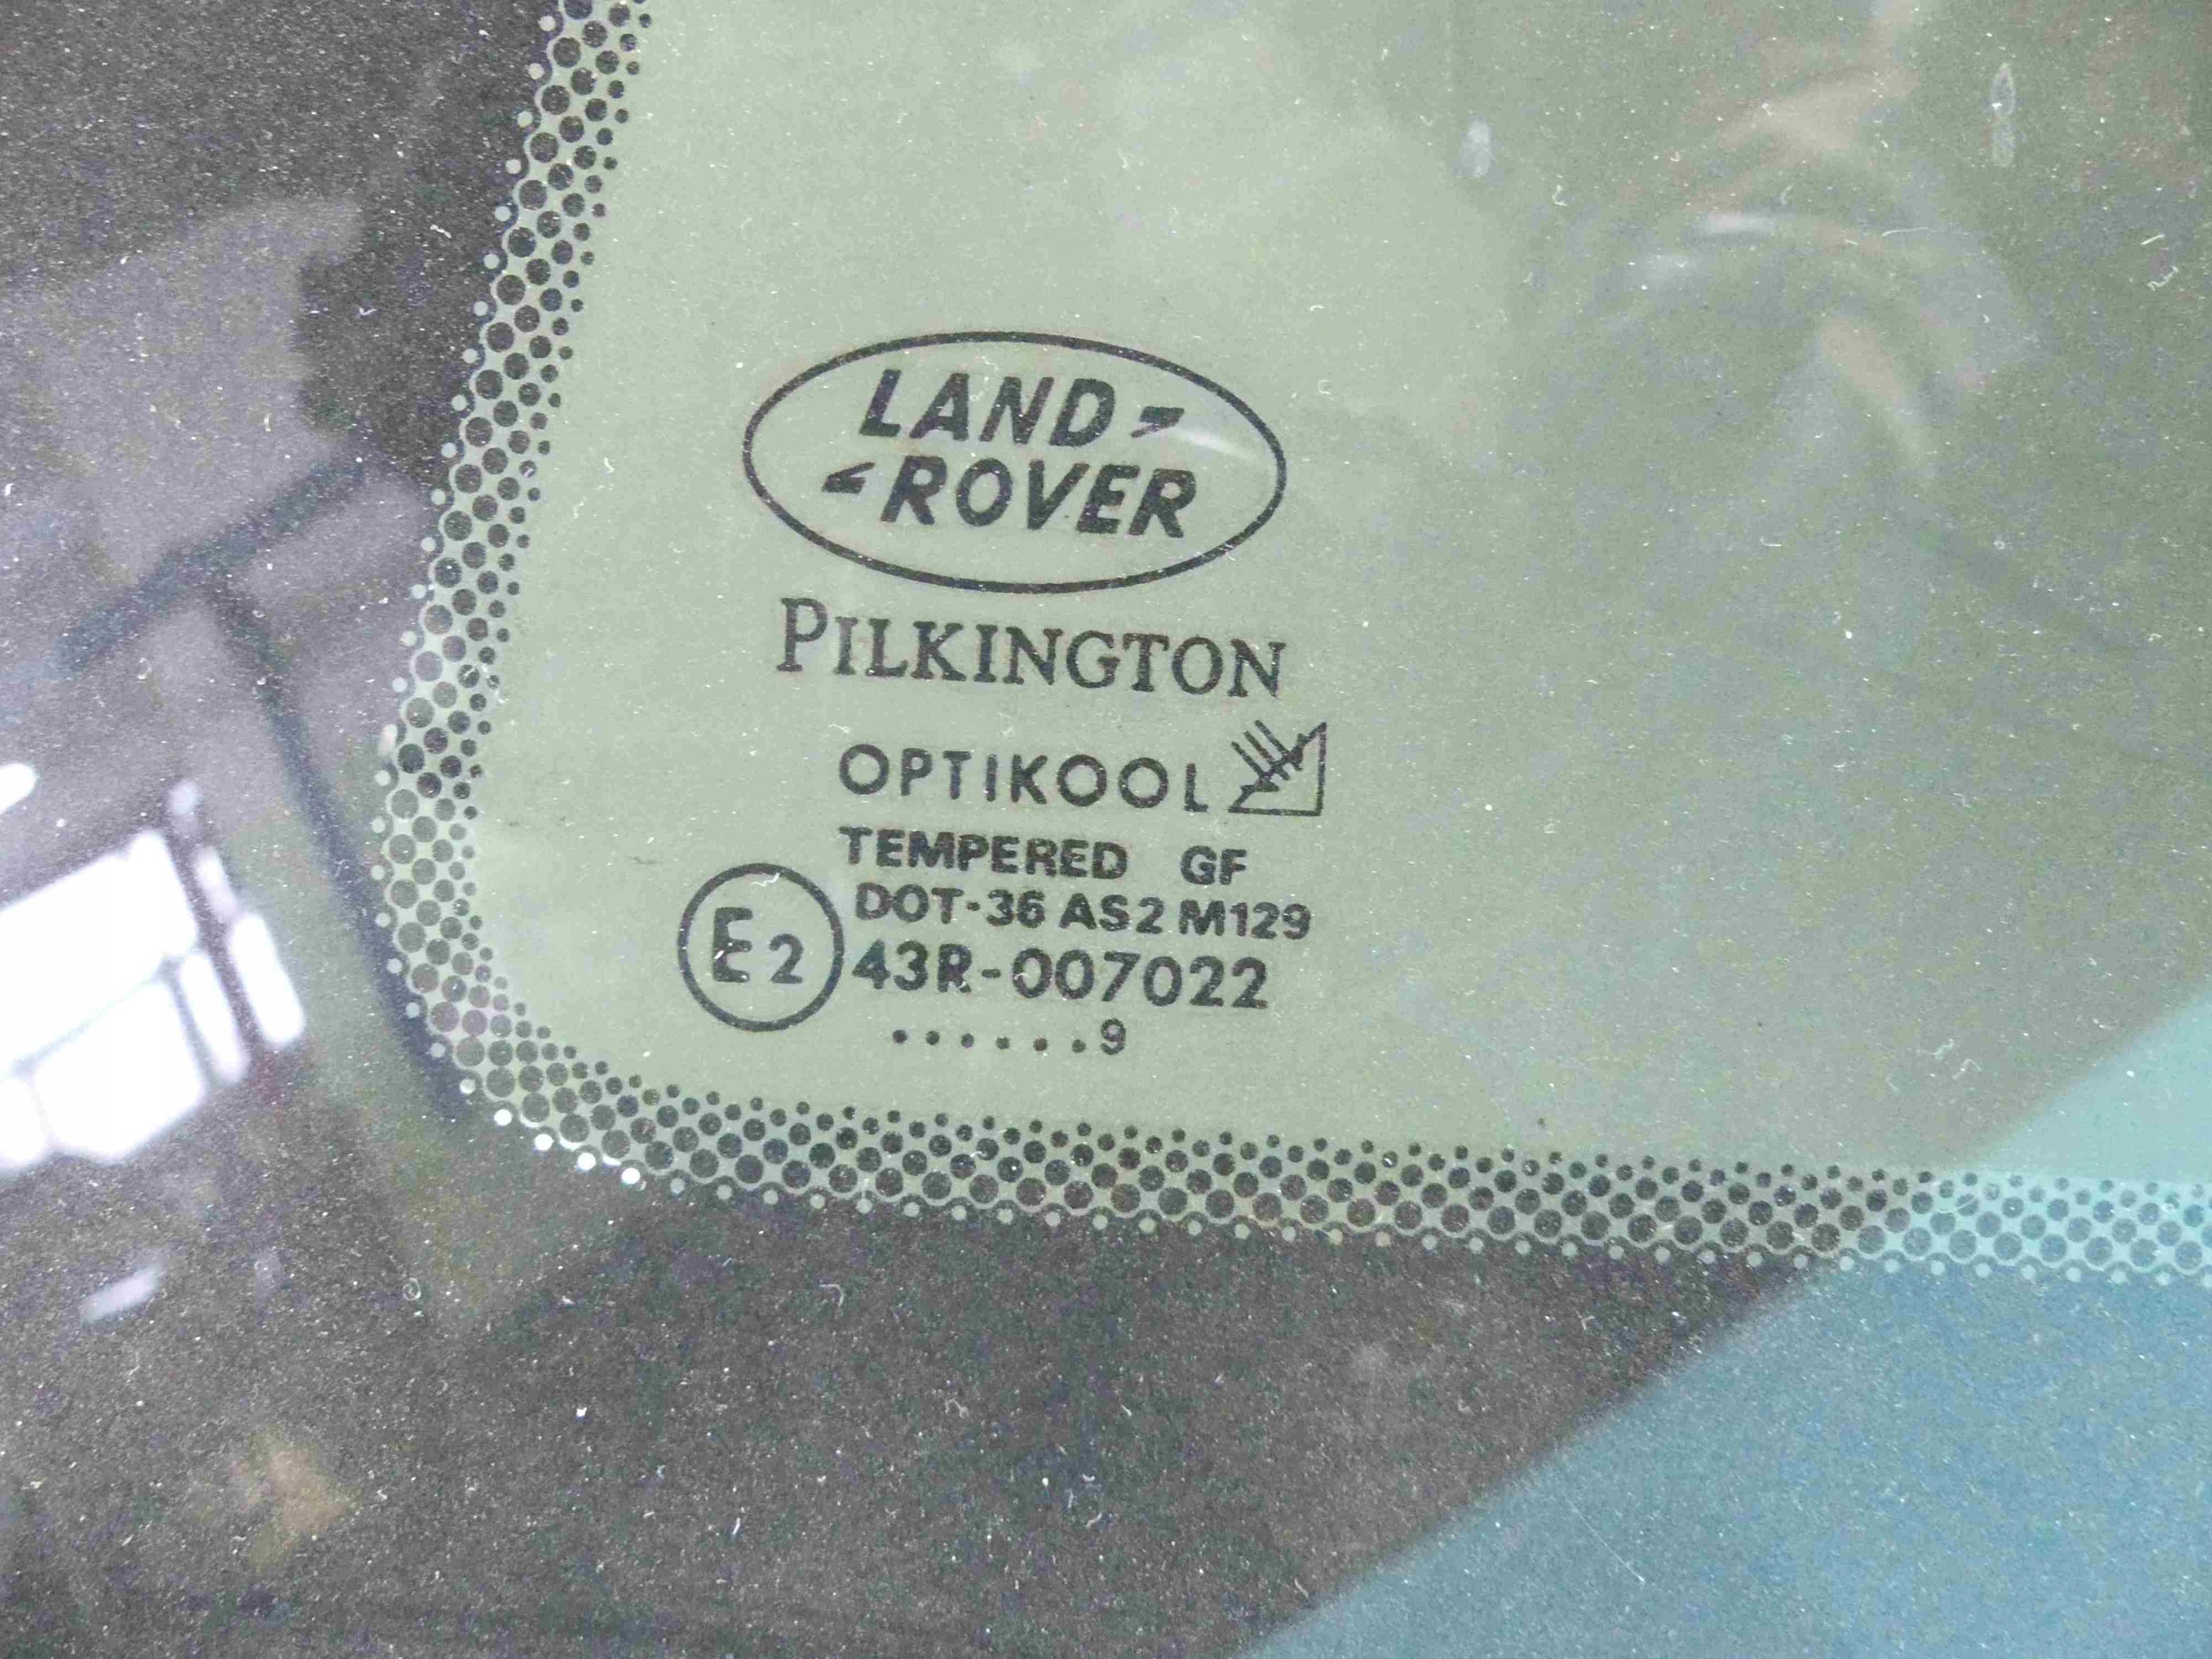 LAND
ROVER
PILKINGTON
OPTIKOOL
TEMPERED GF
DOT-36 AS2 M129
E2 43R-007022
......9